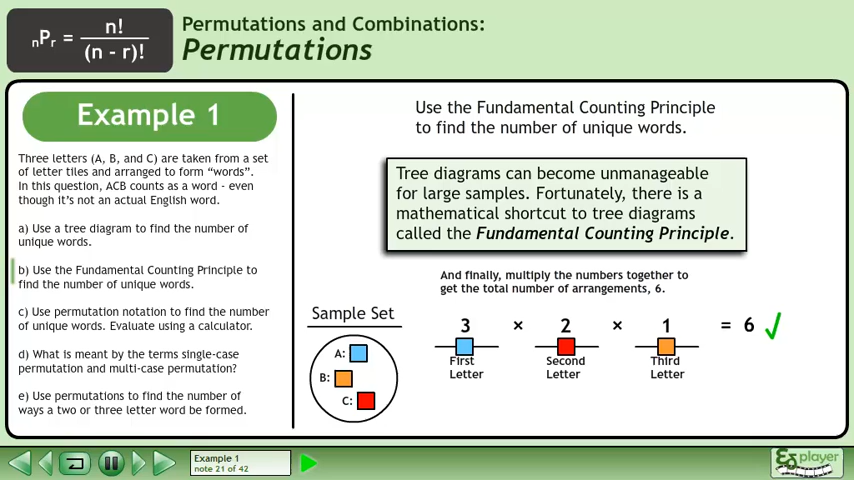 nPr = n! / (n - r)!
Permutations and Combinations:
Permutations
Example 1
Three letters (A, B, and C) are taken from a set
of letter tiles and arranged to form “words”.
In this question, ACB counts as a word - even
though it’s not an actual English word.
a) Use a tree diagram to find the number of
unique words.
b) Use the Fundamental Counting Principle to
find the number of unique words.
c) Use permutation notation to find the number
of unique words. Evaluate using a calculator.
d) What is meant by the terms single-case
permutation and multi-case permutation?
e) Use permutations to find the number of
ways a two or three letter word be formed.
Use the Fundamental Counting Principle
to find the number of unique words.
Tree diagrams can become unmanageable
for large samples. Fortunately, there is a
mathematical shortcut to tree diagrams
called the Fundamental Counting Principle.
And finally, multiply the numbers together to
get the total number of arrangements, 6.
Sample Set
A:
B:
C:
3 × 2 × 1 = 6 ✓
First Second Third
Letter Letter Letter
Example 1
note 21 of 42
player